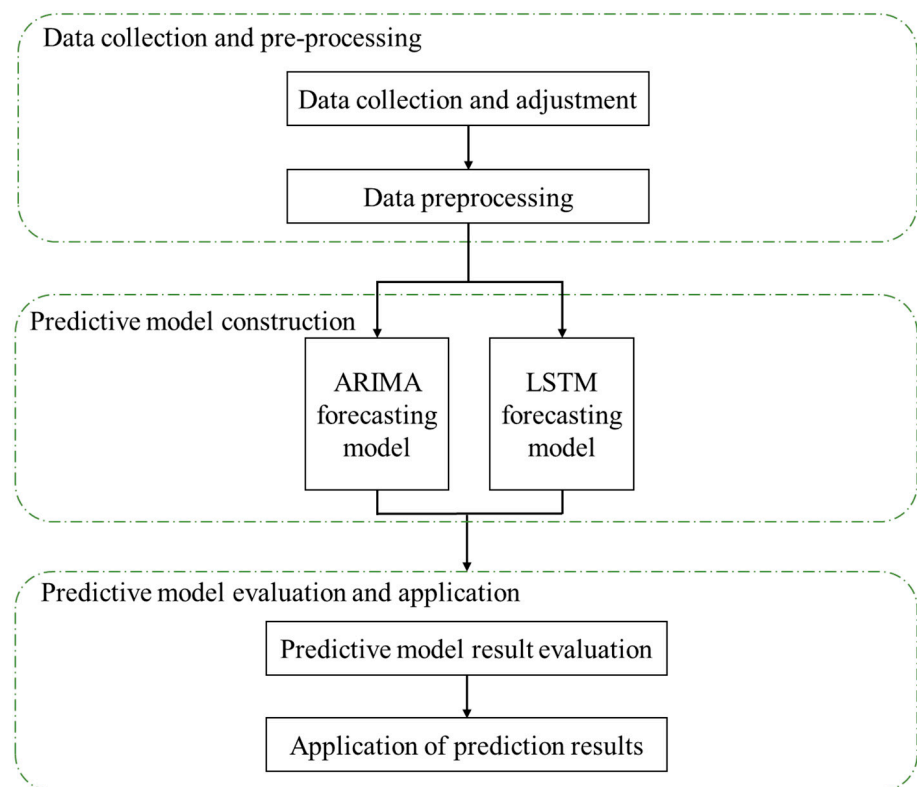 Data collection and pre-processing
Data collection and adjustment
Data preprocessing
Predictive model construction
ARIMA
forecasting
model
LSTM
forecasting
model
Predictive model evaluation and application
Predictive model result evaluation
Application of prediction results